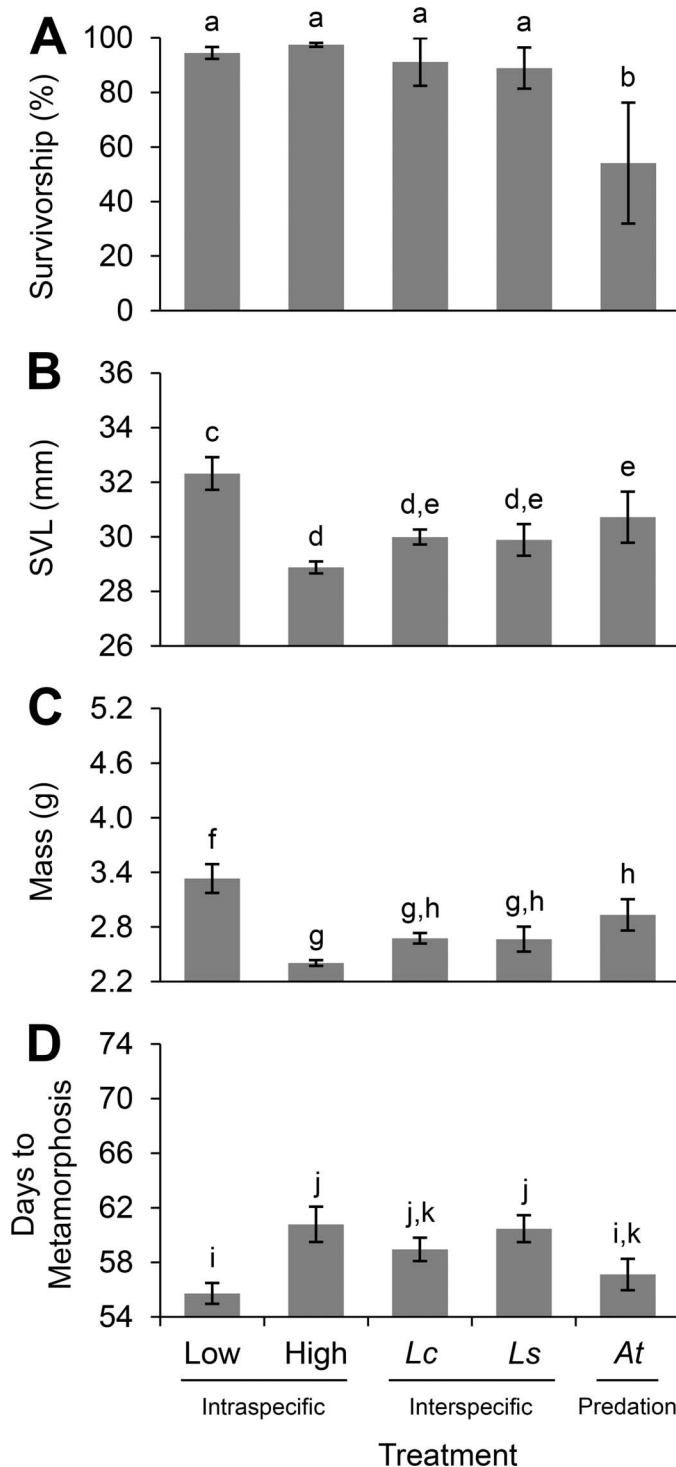 A
Survivorship (%)
100
80
60
40
20
0
a
a
a
a
b
B
SVL (mm)
36
34
32
30
28
26
c
d
d,e
d,e
e
C
Mass (g)
5.2
4.6
4.0
3.4
2.8
2.2
f
g
g,h
g,h
h
D
Days to
Metamorphosis
74
70
66
62
58
54
i
j
j,k
j
i,k
Low High Lc Ls At
Intraspecific Interspecific Predation
Treatment